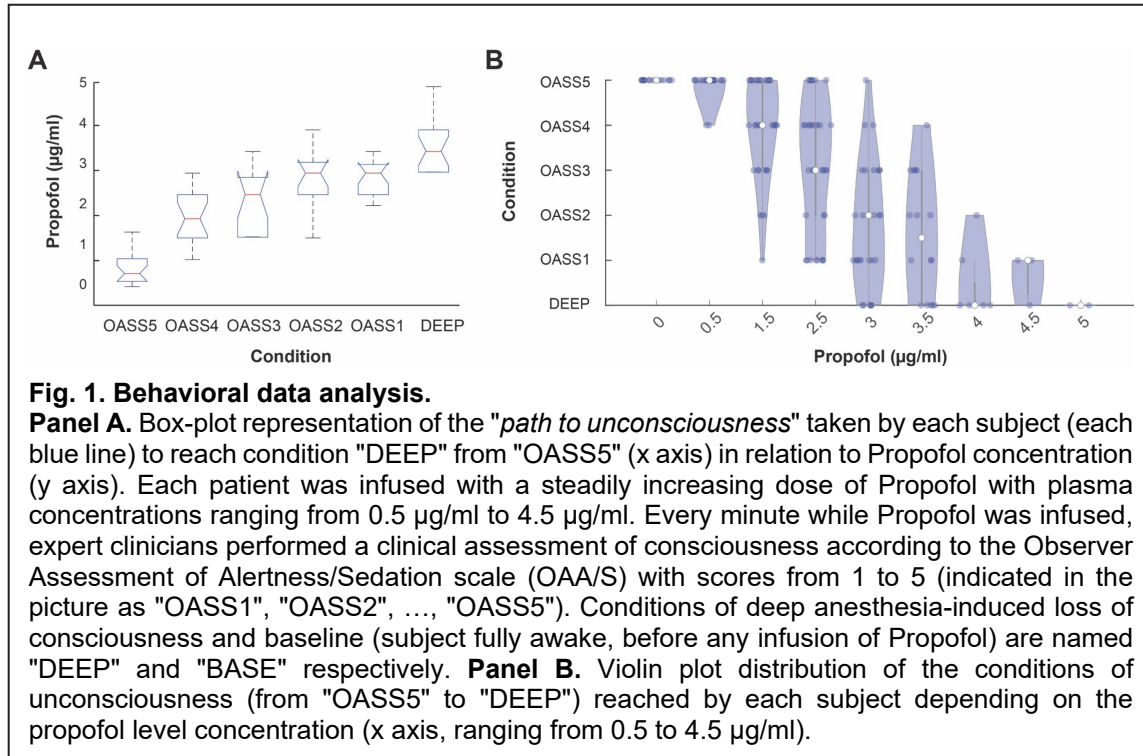 A
Propofol (µg/ml)
5
4
3
2
1
0
OASS5 OASS4 OASS3 OASS2 OASS1 DEEP
Condition
B
Condition
OASS5
OASS4
OASS3
OASS2
OASS1
DEEP
0 0.5 1.5 2.5 3 3.5 4 4.5 5
Propofol (µg/ml)
Fig. 1. Behavioral data analysis.
Panel A. Box-plot representation of the "path to unconsciousness" taken by each subject (each
blue line) to reach condition "DEEP" from "OASS5" (x axis) in relation to Propofol concentration
(y axis). Each patient was infused with a steadily increasing dose of Propofol with plasma
concentrations ranging from 0.5 µg/ml to 4.5 µg/ml. Every minute while Propofol was infused,
expert clinicians performed a clinical assessment of consciousness according to the Observer
Assessment of Alertness/Sedation scale (OAA/S) with scores from 1 to 5 (indicated in the
picture as "OASS1", "OASS2", …, "OASS5"). Conditions of deep anesthesia-induced loss of
consciousness and baseline (subject fully awake, before any infusion of Propofol) are named
"DEEP" and "BASE" respectively. Panel B. Violin plot distribution of the conditions of
unconsciousness (from "OASS5" to "DEEP") reached by each subject depending on the
propofol level concentration (x axis, ranging from 0.5 to 4.5 µg/ml).